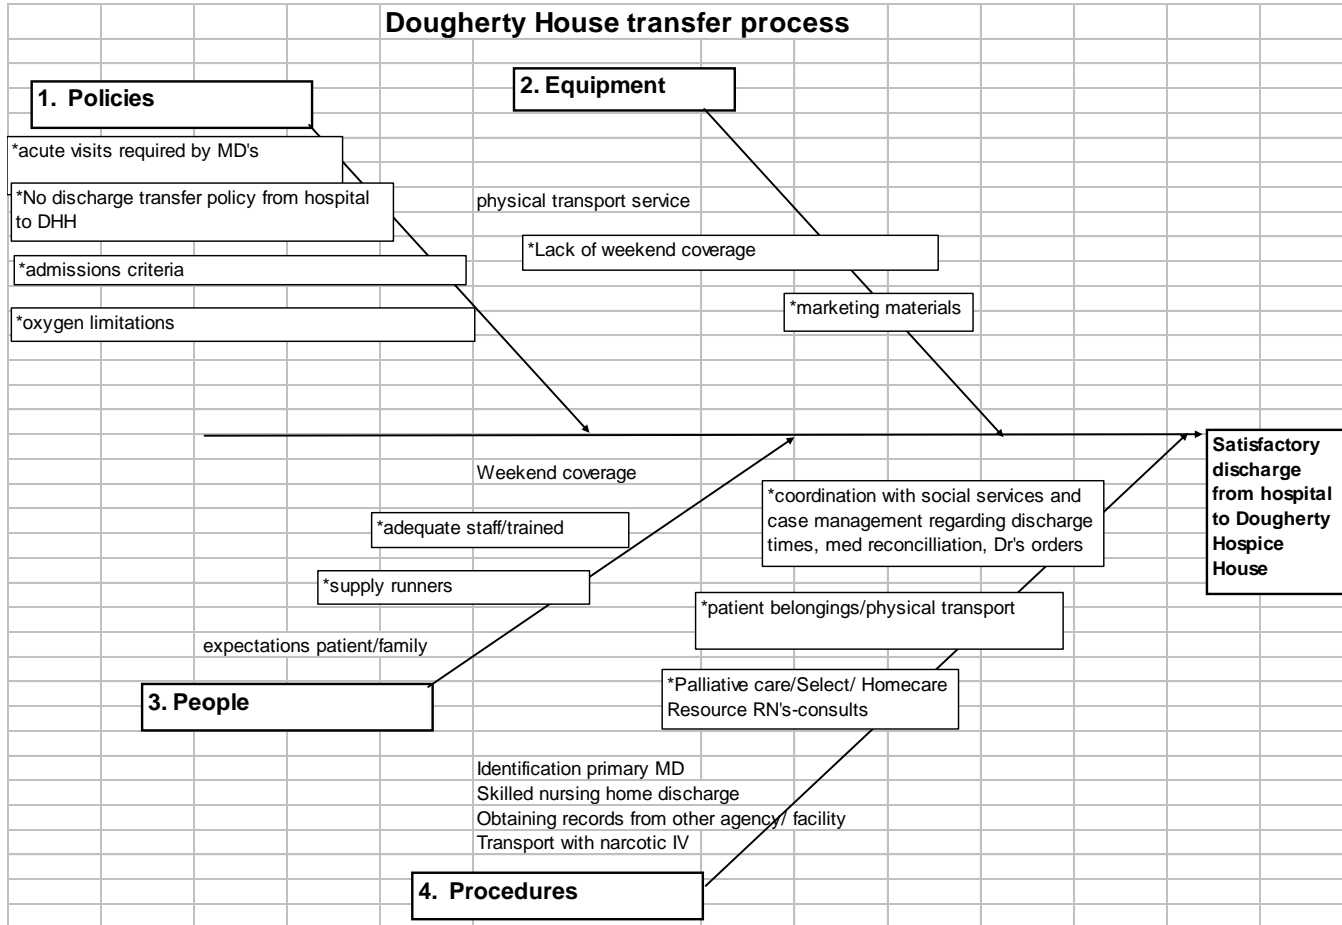 Dougherty House transfer process
1. Policies
2. Equipment
*acute visits required by MD's
*No discharge transfer policy from hospital
to DHH
physical transport service
*Lack of weekend coverage
*admissions criteria
*marketing materials
*oxygen limitations
Satisfactory
discharge
from hospital
to Dougherty
Hospice
House
Weekend coverage
*coordination with social services and
case management regarding discharge
times, med reconcilliation, Dr's orders
*adequate staff/trained
*supply runners
*patient belongings/physical transport
expectations patient/family
*Palliative care/Select/ Homecare
Resource RN's-consults
3. People
Identification primary MD
Skilled nursing home discharge
Obtaining records from other agency/ facility
Transport with narcotic IV
4. Procedures